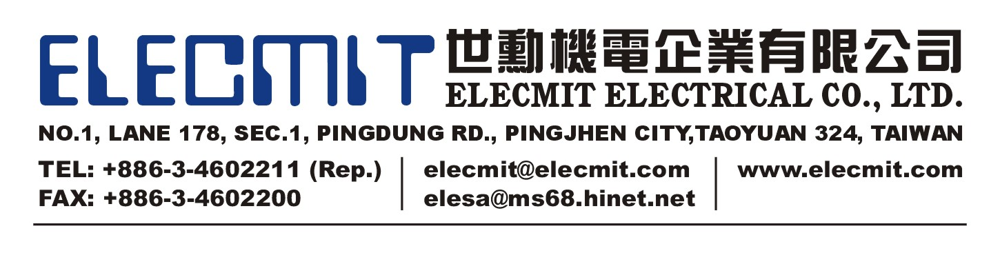 ELECMIT 世勳機電企業有限公司
ELECMIT ELECTRICAL CO., LTD.
NO.1, LANE 178, SEC.1, PINGDUNG RD., PINGJHEN CITY,TAOYUAN 324, TAIWAN
TEL: +886-3-4602211 (Rep.) elecmit@elecmit.com www.elecmit.com
FAX: +886-3-4602200 elesa@ms68.hinet.net